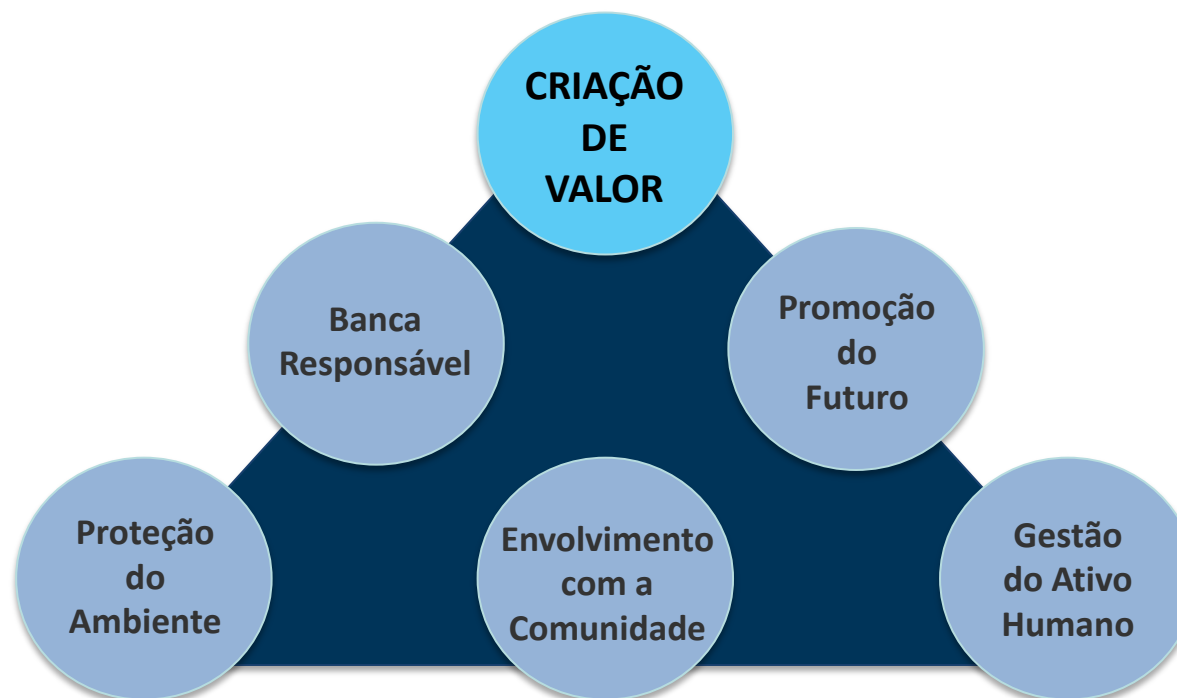 CRIAÇÃO
DE
VALOR
Banca
Responsável
Promoção
do
Futuro
Proteção
do
Ambiente
Envolvimento
com a
Comunidade
Gestão
do Ativo
Humano